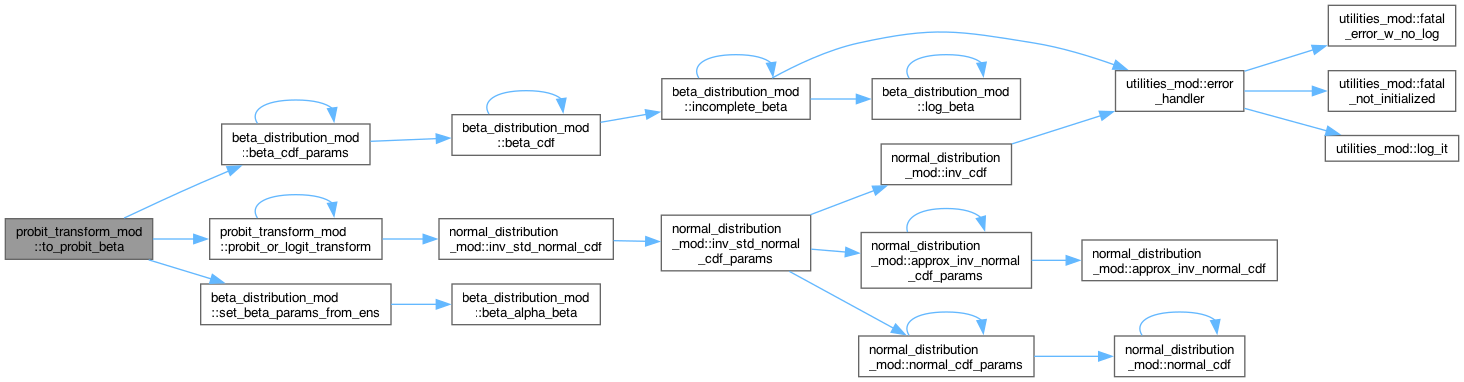 probit_transform_mod
::to_probit_beta
beta_distribution_mod
::beta_cdf_params
beta_distribution_mod
::beta_cdf
beta_distribution_mod
::incomplete_beta
beta_distribution_mod
::log_beta
utilities_mod::error
_handler
utilities_mod::fatal
_error_w_no_log
utilities_mod::fatal
_not_initialized
utilities_mod::log_it
probit_transform_mod
::probit_or_logit_transform
normal_distribution
_mod::inv_std_normal_cdf
normal_distribution
_mod::inv_std_normal
_cdf_params
normal_distribution
_mod::inv_cdf
normal_distribution
_mod::approx_inv_normal
_cdf_params
normal_distribution
_mod::approx_inv_normal_cdf
normal_distribution
_mod::normal_cdf_params
normal_distribution
_mod::normal_cdf
beta_distribution_mod
::set_beta_params_from_ens
beta_distribution_mod
::beta_alpha_beta